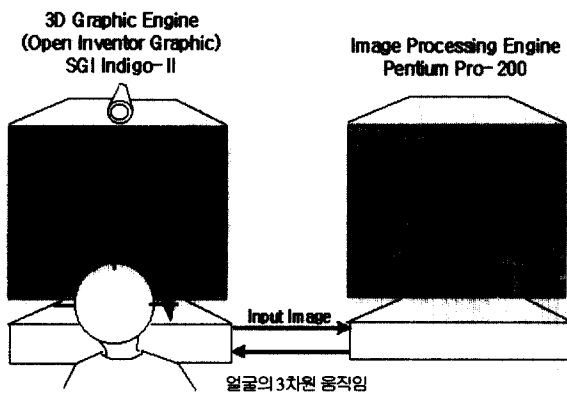 3D Graphic Engine
(Open Inventor Graphic)
SGI Indigo-II
Image Processing Engine
Pentium Pro-200
Input Image
얼굴의 3차원 움직임